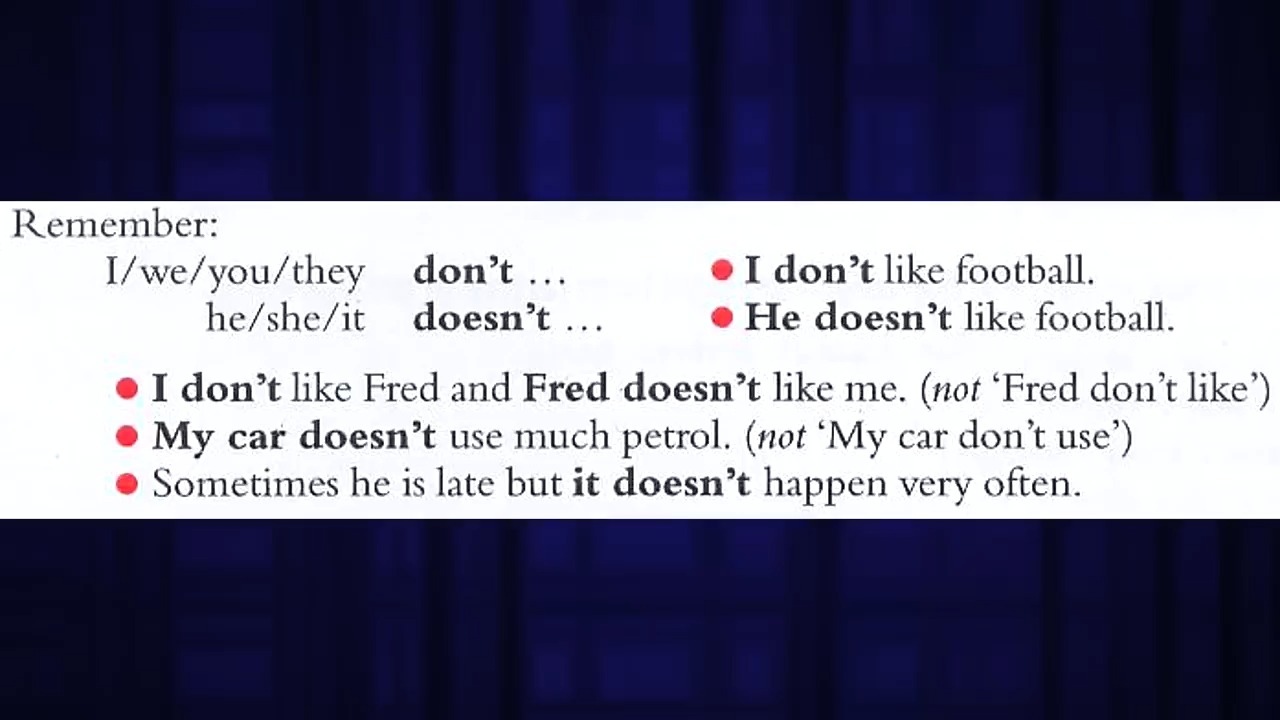 Remember:
I/we/you/they don’t … ● I don’t like football.
he/she/it doesn’t … ● He doesn’t like football.
● I don’t like Fred and Fred doesn’t like me. (not ‘Fred don’t like’)
● My car doesn’t use much petrol. (not ‘My car don’t use’)
● Sometimes he is late but it doesn’t happen very often.